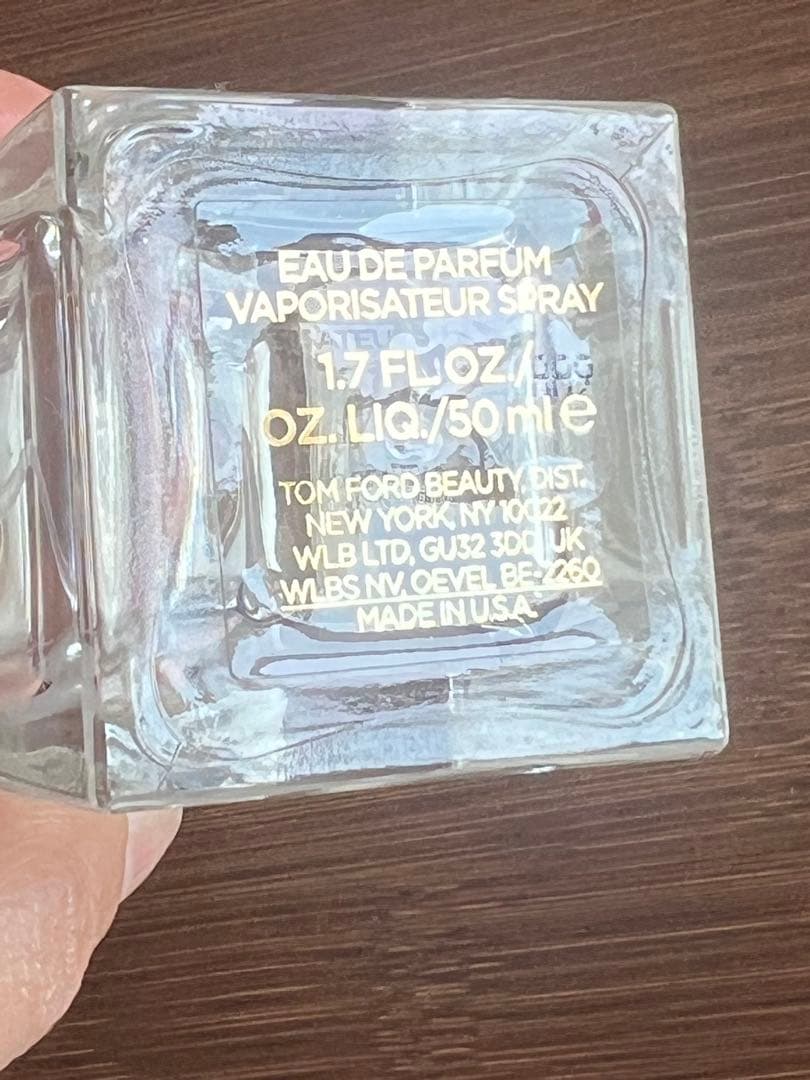 EAU DE PARFUM
VAPORISATEUR SPRAY
1.7 FL.OZ./
OZ. LIQ./50 ml e
TOM FORD BEAUTY, DIST.
NEW YORK, NY 10022
WLB LTD, GU32 3DD UK
WLBS NV, OEVEL BE-2260
MADE IN U.S.A.